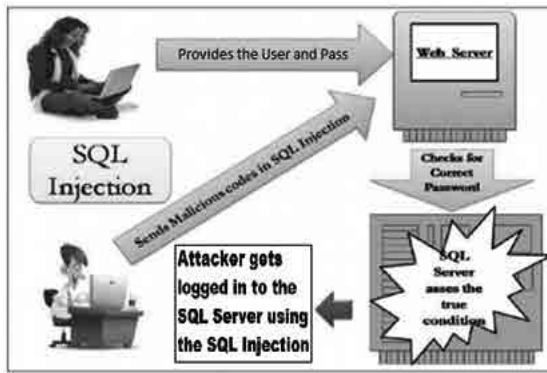 Provides the User and Pass
Web Server
SQL
Injection
Sends Malicious codes in SQL Injection
Checks for
Correct
Password
SQL
Server
asses the
true
condition
Attacker gets
logged in to the
SQL Server using
the SQL Injection